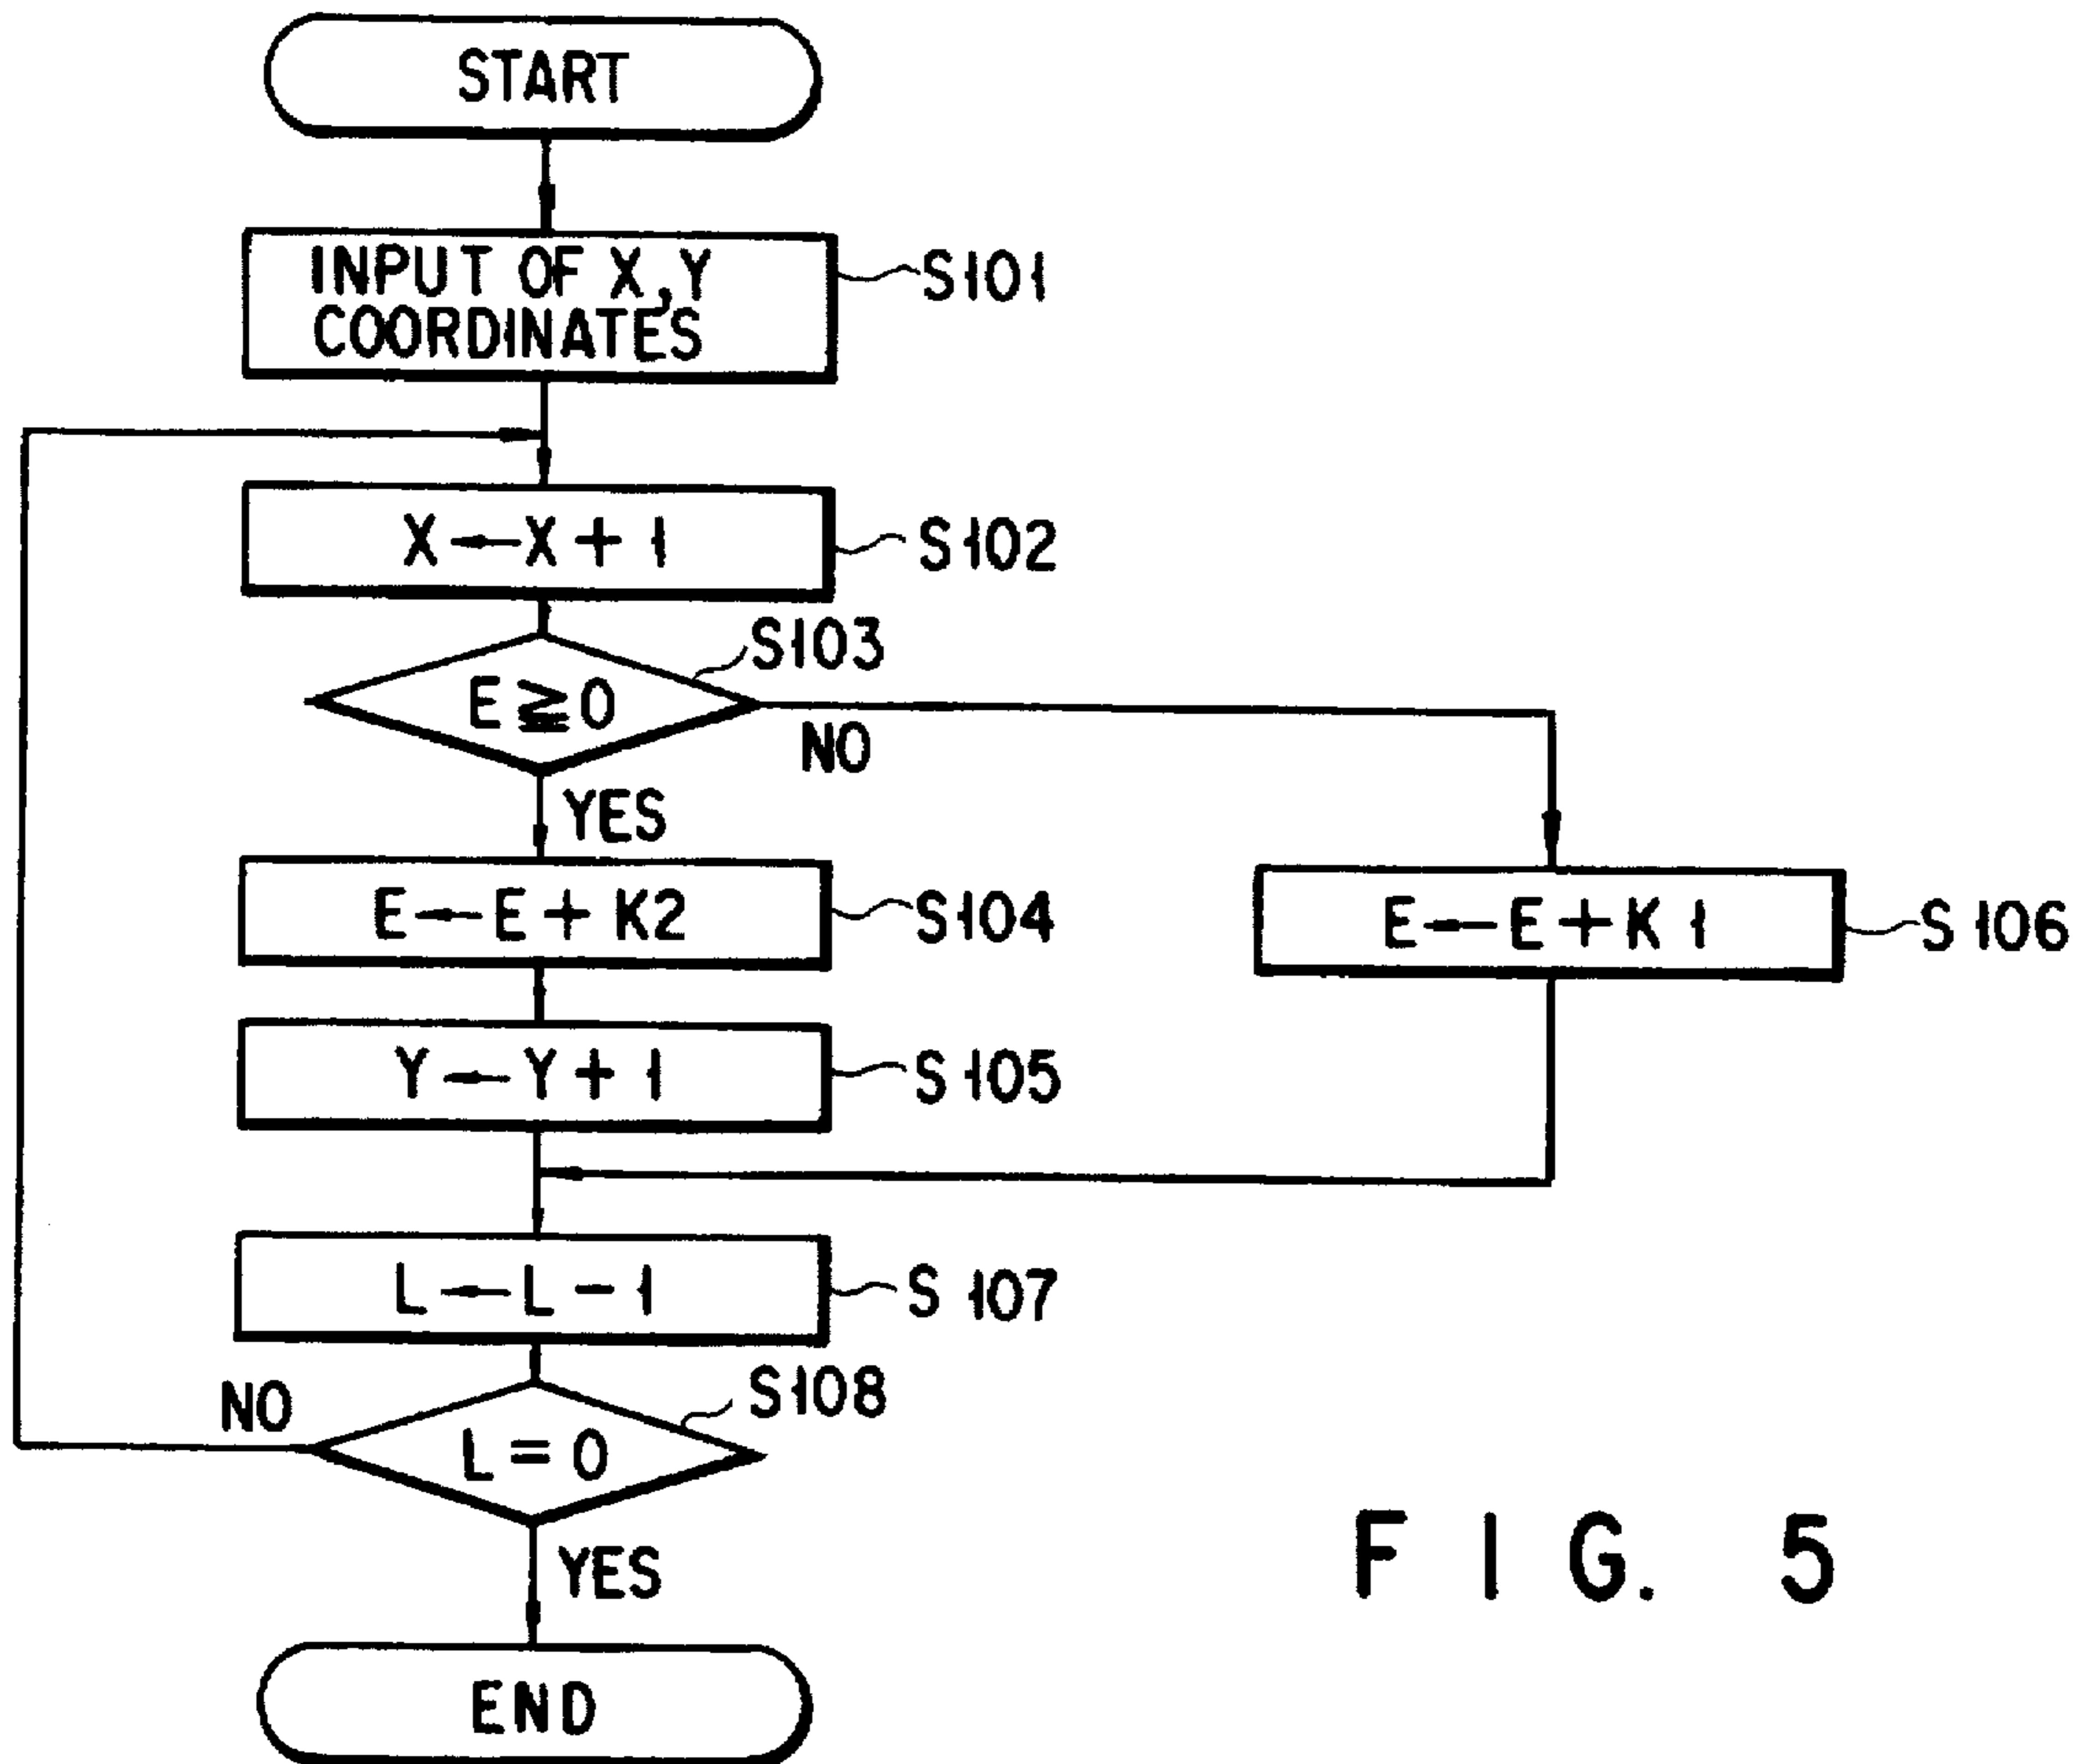 START
INPUT OF X,Y
COORDINATES
S101
X←X+1
S102
S103
E≧0
NO
YES
E←E+K2
S104
E←E+K1
S106
Y←Y+1
S105
L←L-1
S107
S108
NO
L=0
YES
END
FIG. 5